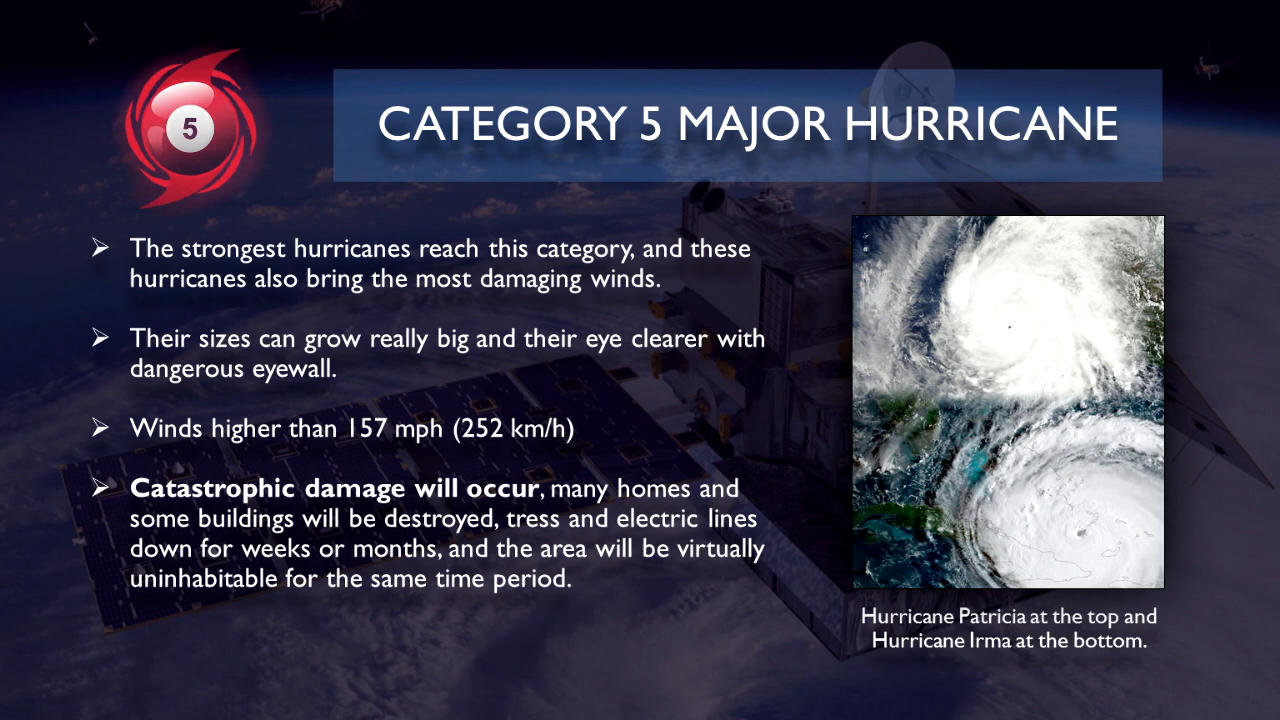 5
CATEGORY 5 MAJOR HURRICANE
➢ The strongest hurricanes reach this category, and these
hurricanes also bring the most damaging winds.
➢ Their sizes can grow really big and their eye clearer with
dangerous eyewall.
➢ Winds higher than 157 mph (252 km/h)
➢ Catastrophic damage will occur, many homes and
some buildings will be destroyed, tress and electric lines
down for weeks or months, and the area will be virtually
uninhabitable for the same time period.
Hurricane Patricia at the top and
Hurricane Irma at the bottom.